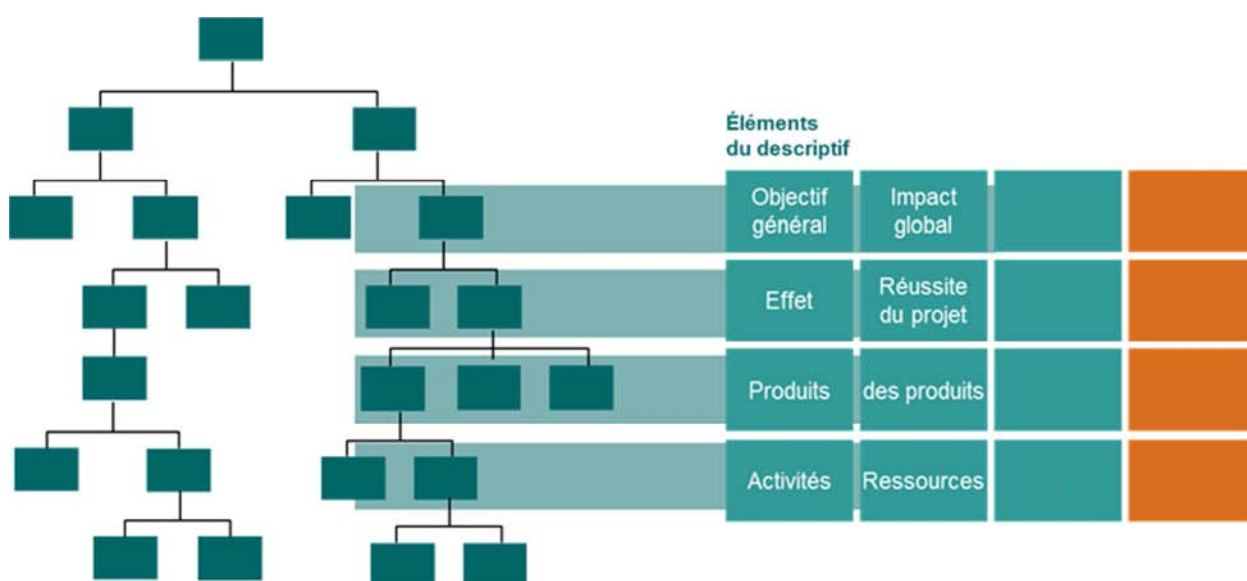 Éléments
du descriptif
Objectif
général
Impact
global
Effet
Réussite
du projet
Produits
des produits
Activités
Ressources